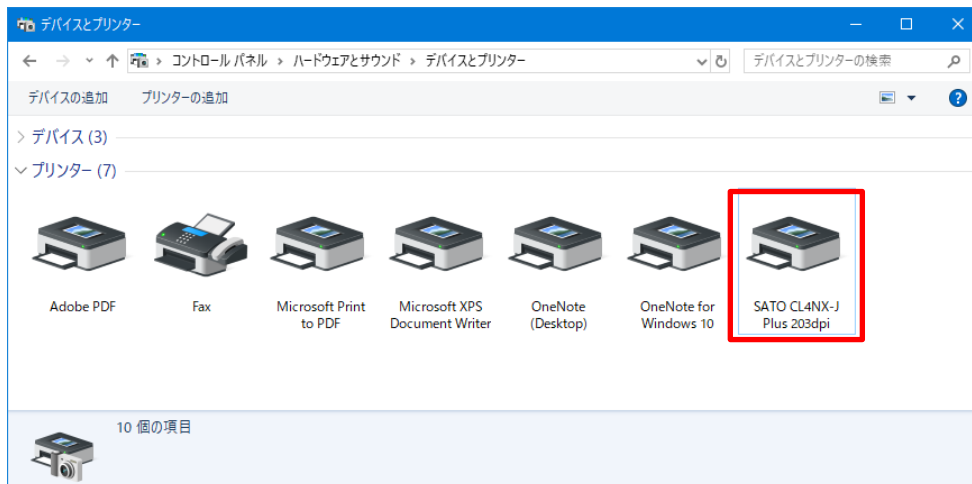 デバイスとプリンター
コントロール パネル › ハードウェアとサウンド › デバイスとプリンター
デバイスとプリンターの検索
デバイスの追加 プリンターの追加
デバイス (3)
プリンター (7)
Adobe PDF
Fax
Microsoft Print
to PDF
Microsoft XPS
Document Writer
OneNote
(Desktop)
OneNote for
Windows 10
SATO CL4NX-J
Plus 203dpi
10 個の項目